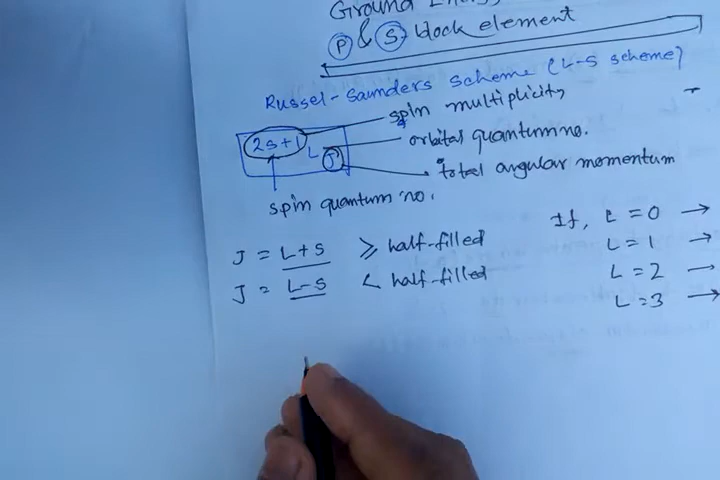 Ground Energy
P & S block element
Russel-Saunders scheme (L-S scheme)
spin multiplicity
2S+1 L J
orbital quantum no.
total angular momentum
spin quantum no.
J = L+S ≥ half-filled
J = L-S < half-filled
If, L = 0 →
L = 1 →
L = 2 →
L = 3 →